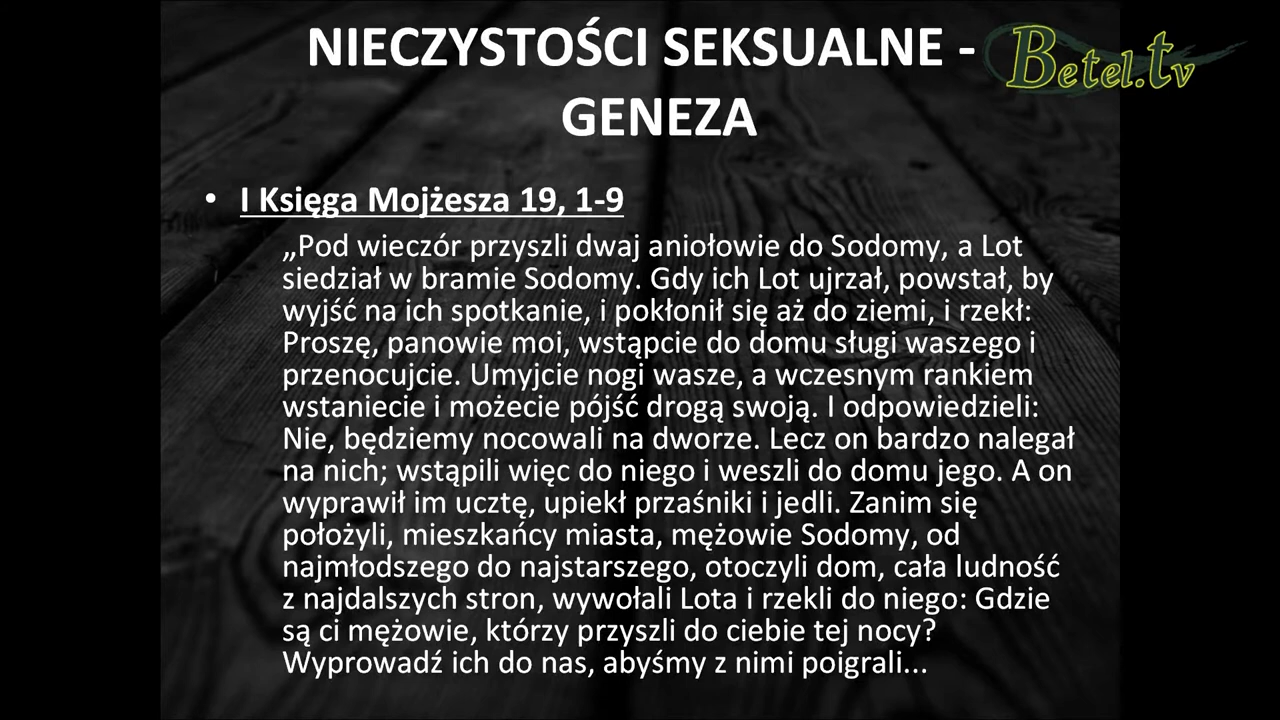 NIECZYSTOŚCI SEKSUALNE -
GENEZA
Betel.tv
• I Księga Mojżesza 19, 1-9
„Pod wieczór przyszli dwaj aniołowie do Sodomy, a Lot
siedział w bramie Sodomy. Gdy ich Lot ujrzał, powstał, by
wyjść na ich spotkanie, i pokłonił się aż do ziemi, i rzekł:
Proszę, panowie moi, wstąpcie do domu sługi waszego i
przenocujcie. Umyjcie nogi wasze, a wczesnym rankiem
wstaniecie i możecie pójść drogą swoją. I odpowiedzieli:
Nie, będziemy nocowali na dworze. Lecz on bardzo nalegał
na nich; wstąpili więc do niego i weszli do domu jego. A on
wyprawił im ucztę, upiekł przaśniki i jedli. Zanim się
położyli, mieszkańcy miasta, mężowie Sodomy, od
najmłodszego do najstarszego, otoczyli dom, cała ludność
z najdalszych stron, wywołali Lota i rzekli do niego: Gdzie
są ci mężowie, którzy przyszli do ciebie tej nocy?
Wyprowadź ich do nas, abyśmy z nimi poigrali...